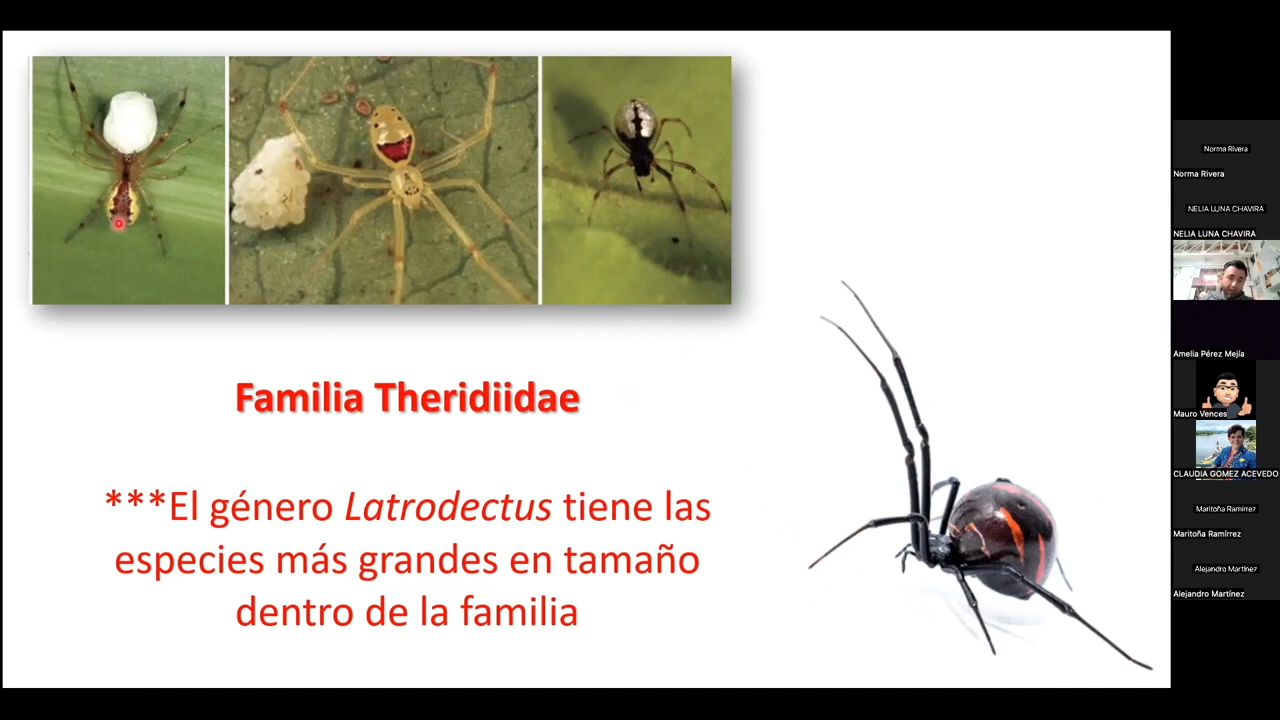 Familia Theridiidae
***El género Latrodectus tiene las
especies más grandes en tamaño
dentro de la familia
Norma Rivera
Norma Rivera
NELIA LUNA CHAVIRA
NELIA LUNA CHAVIRA
Amelia Pérez Mejía
Mauro Vences
CLAUDIA GOMEZ ACEVEDO
Maritoña Ramírrez
Maritoña Ramírrez
Alejandro Martínez
Alejandro Martínez